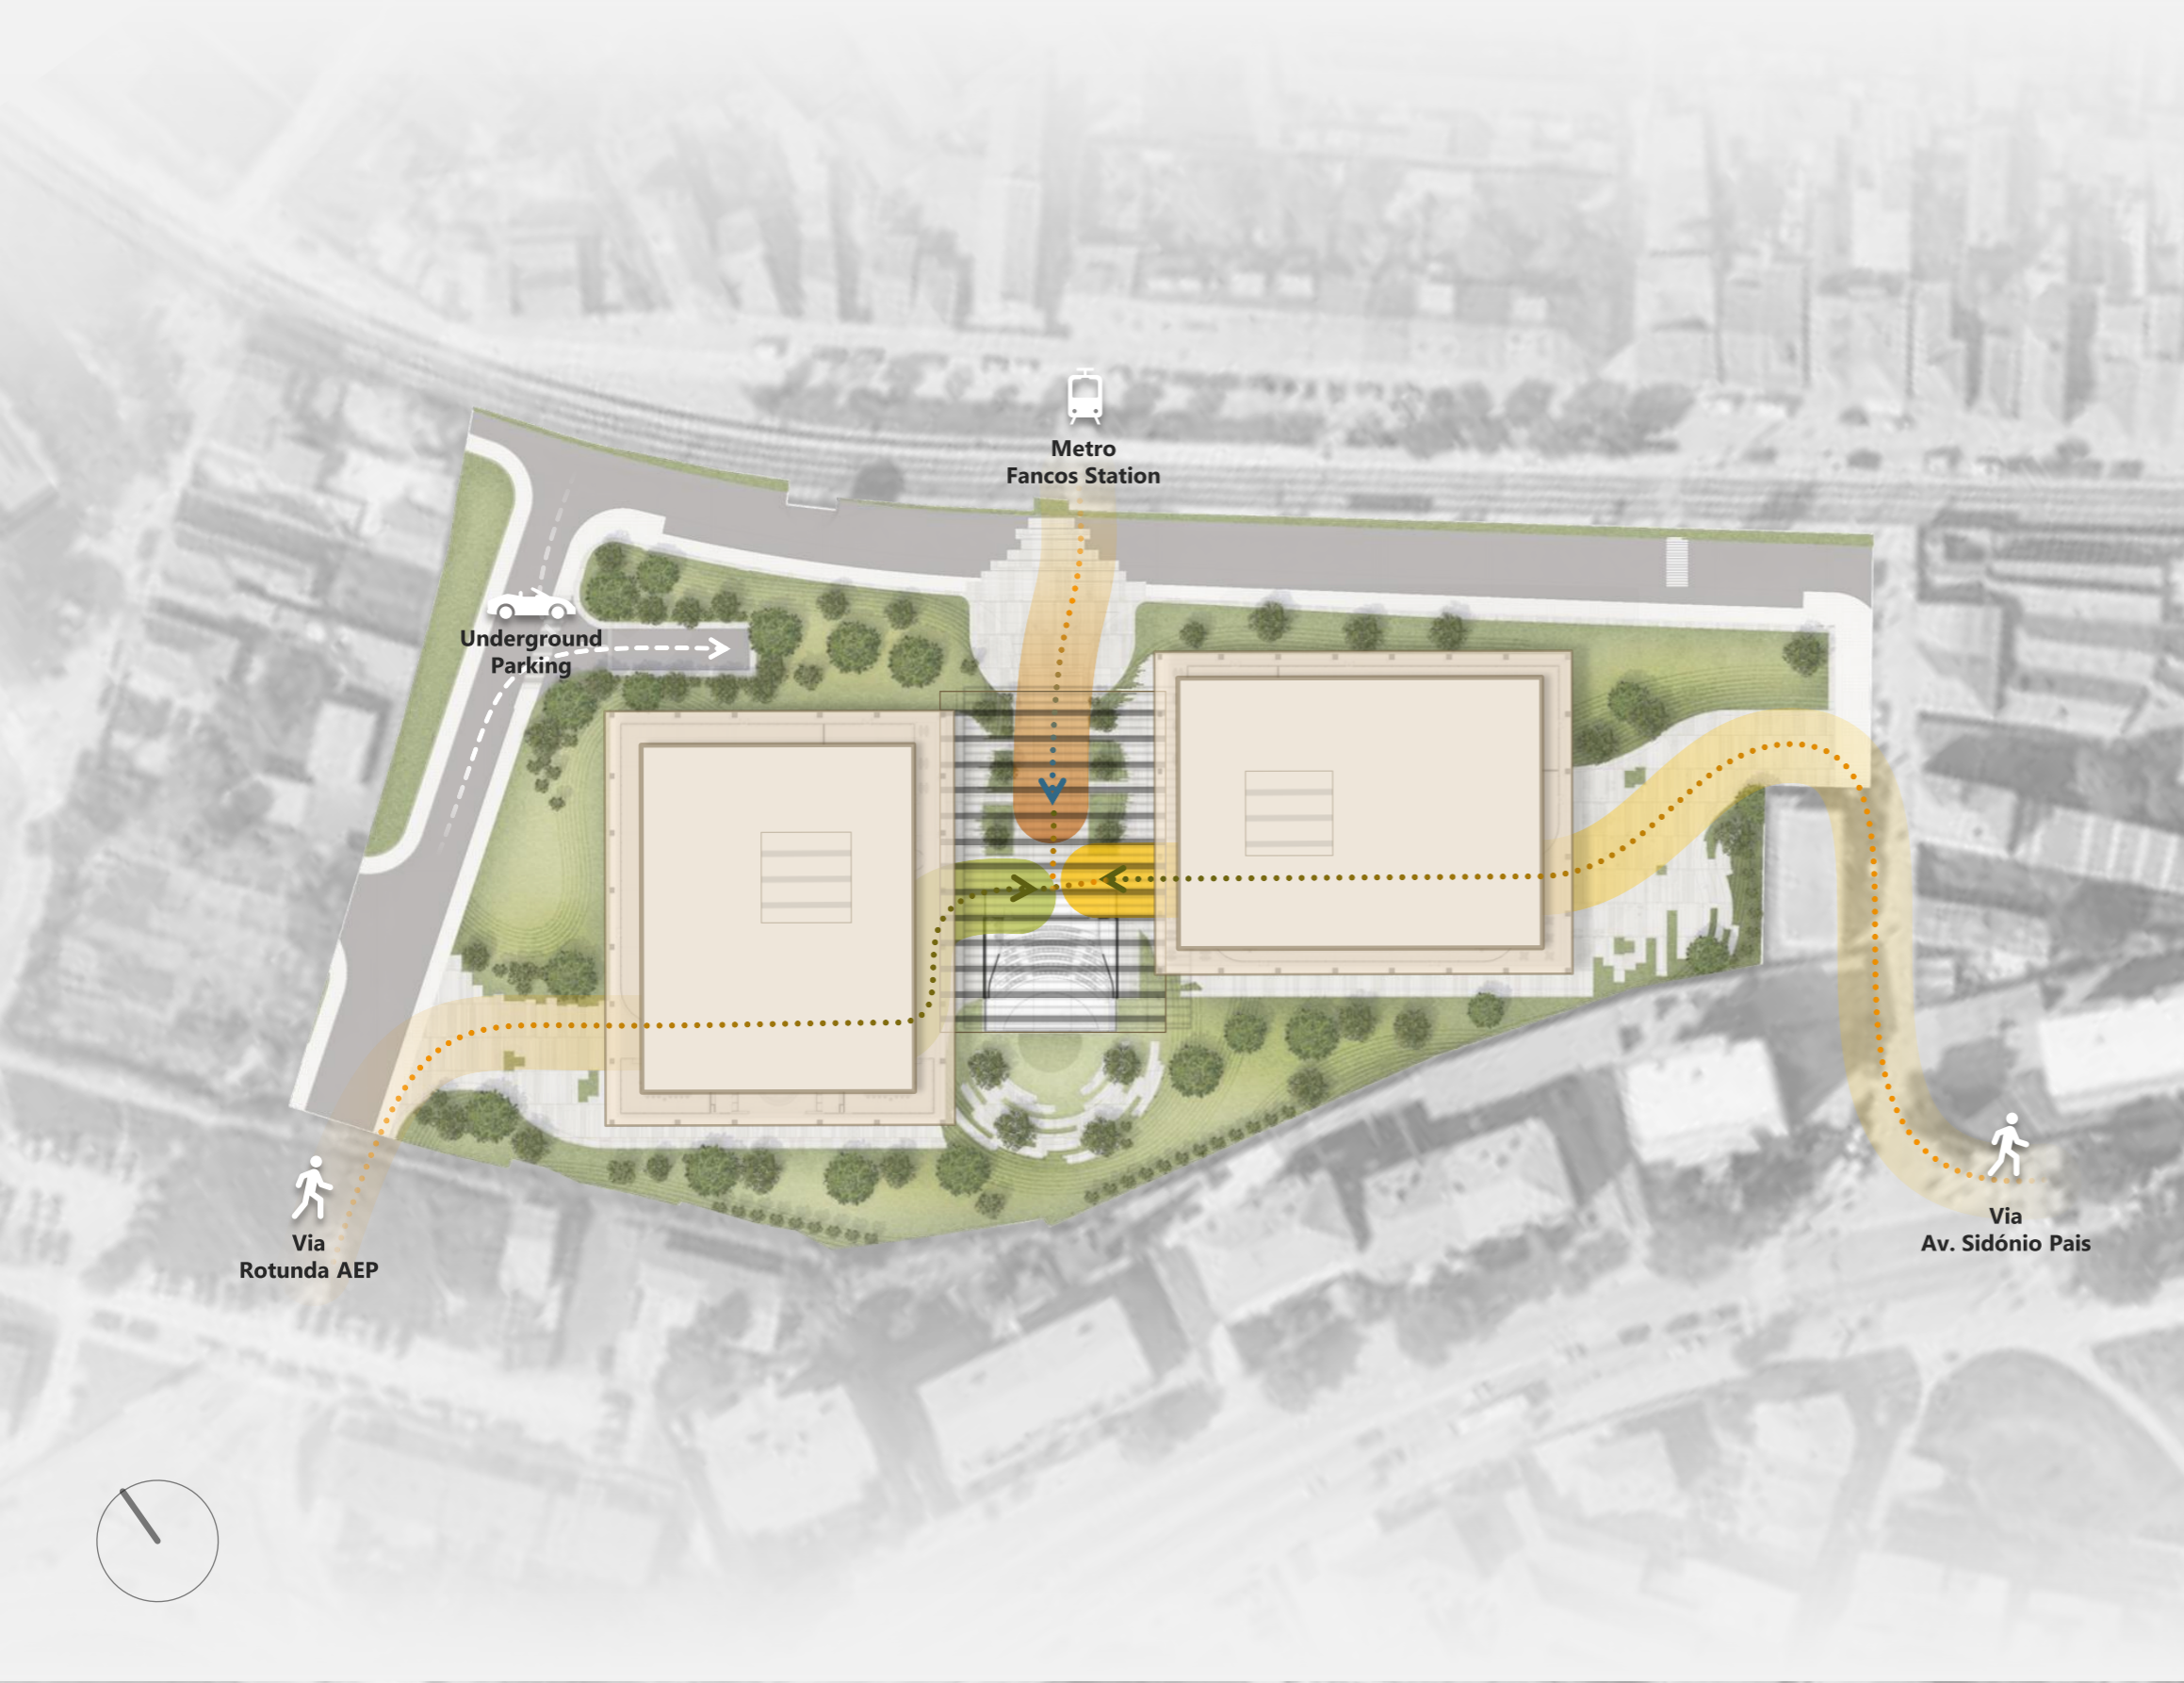 Metro
Fancos Station
Underground
Parking
Via
Rotunda AEP
Via
Av. Sidónio Pais